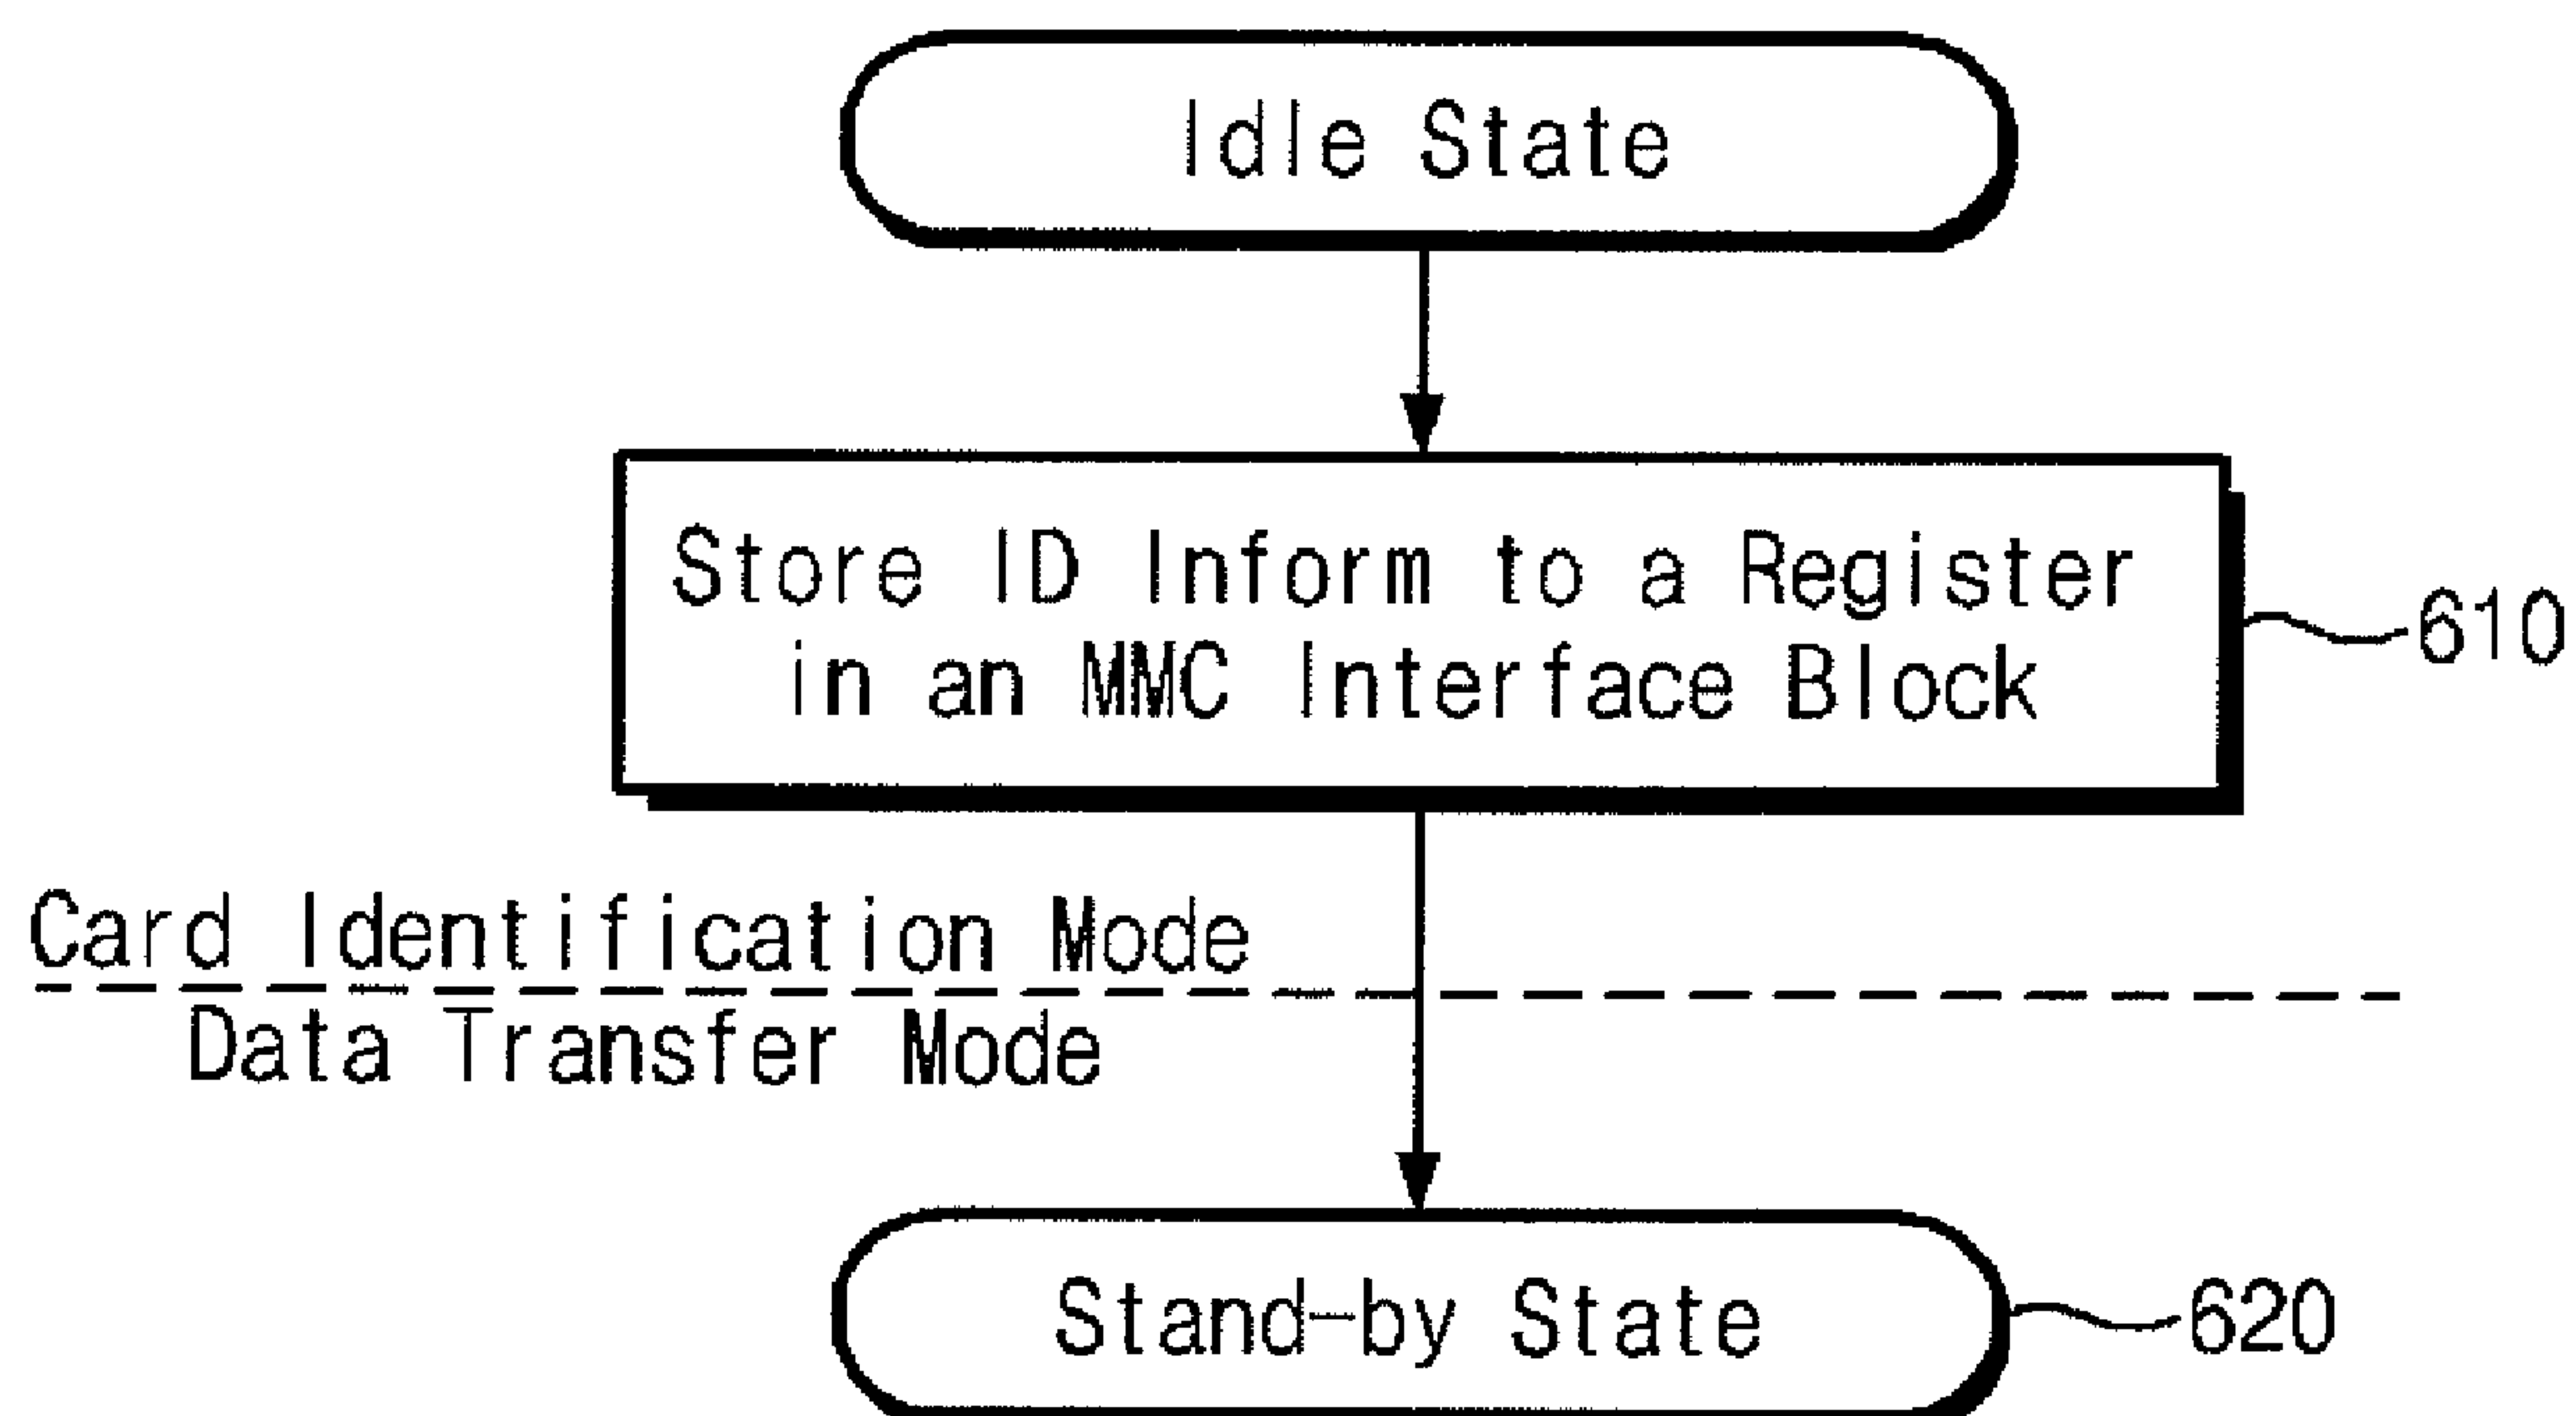 Idle State
Store ID Inform to a Register
in an MMC Interface Block
610
Card Identification Mode
Data Transfer Mode
Stand-by State
620